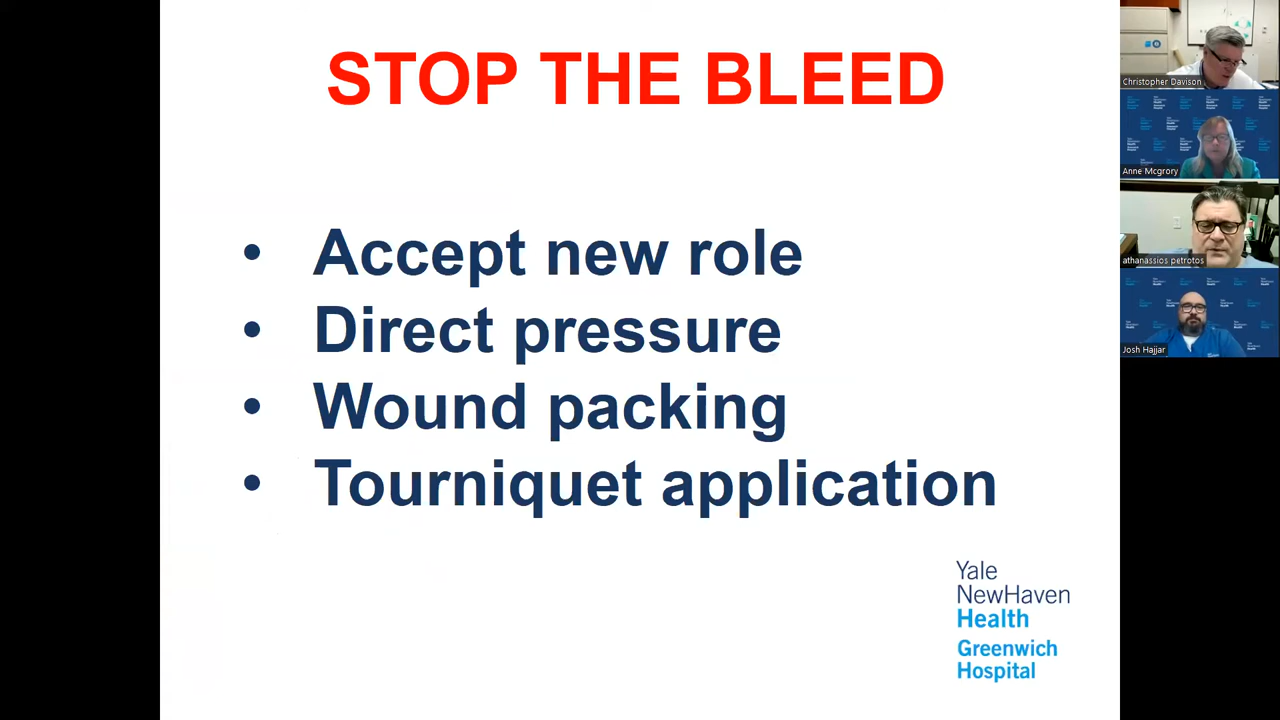 STOP THE BLEED
• Accept new role
• Direct pressure
• Wound packing
• Tourniquet application
Yale
NewHaven
Health
Greenwich
Hospital
Christopher Davison
Anne Mcgrory
athanassios petrotos
Josh Hajjar